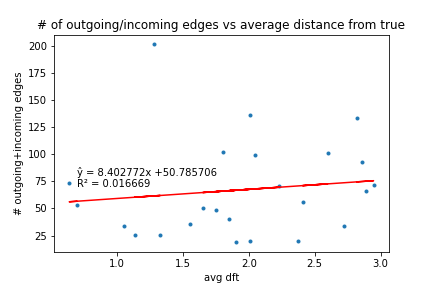 # of outgoing/incoming edges vs average distance from true
200
175
150
125
100
75
50
25
# outgoing+incoming edges
ŷ = 8.402772x +50.785706
R² = 0.016669
1.0 1.5 2.0 2.5 3.0
avg dft